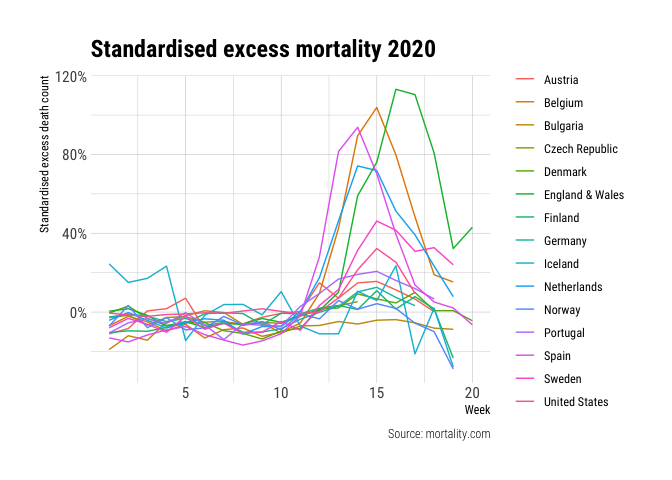 Standardised excess mortality 2020
Standardised excess death count
120%
80%
40%
0%
5
10
15
20
Week
Austria
Belgium
Bulgaria
Czech Republic
Denmark
England & Wales
Finland
Germany
Iceland
Netherlands
Norway
Portugal
Spain
Sweden
United States
Source: mortality.com